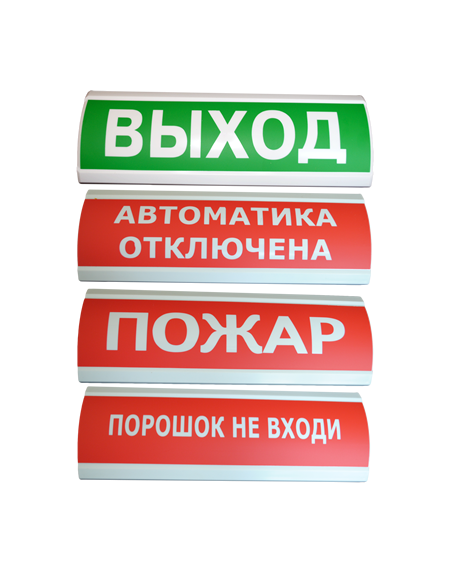 ВЫХОД
АВТОМАТИКА
ОТКЛЮЧЕНА
ПОЖАР
ПОРОШОК НЕ ВХОДИ